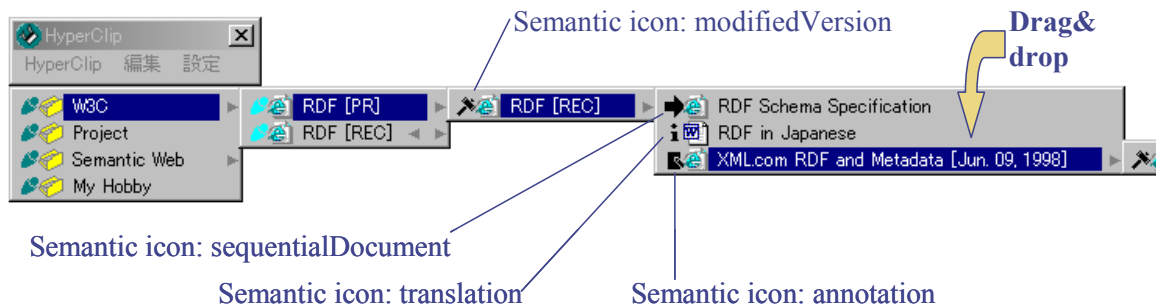 Semantic icon: modifiedVersion
Drag&
drop
HyperClip
HyperClip 編集 設定
W3C
Project
Semantic Web
My Hobby
RDF [PR]
RDF [REC]
RDF [REC]
RDF Schema Specification
RDF in Japanese
XML.com RDF and Metadata [Jun. 09, 1998]
Semantic icon: sequentialDocument
Semantic icon: translation
Semantic icon: annotation